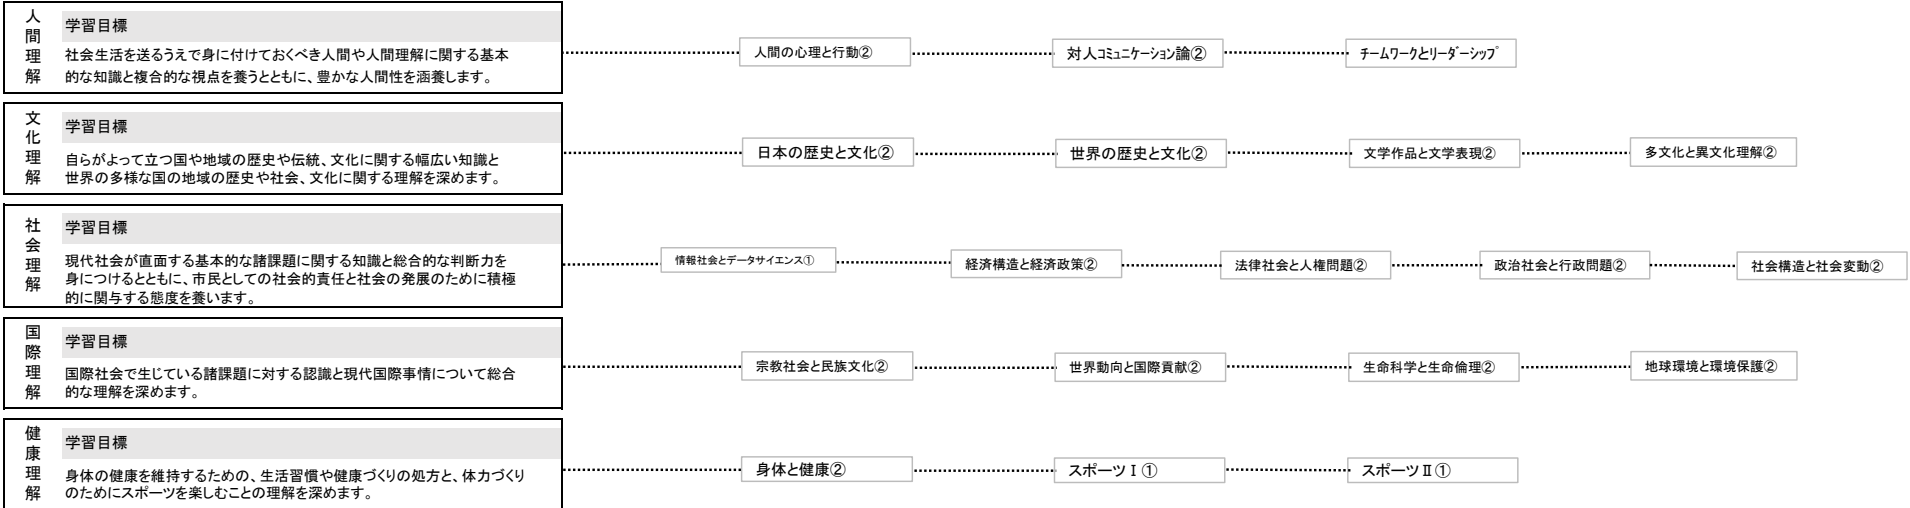 人間理解
学習目標
社会生活を送るうえで身に付けておくべき人間や人間理解に関する基本
的な知識と複合的な視点を養うとともに、豊かな人間性を涵養します。
人間の心理と行動②
対人コミュニケーション論②
チームワークとリーダーシップ
文化理解
学習目標
自らがよって立つ国や地域の歴史や伝統、文化に関する幅広い知識と
世界の多様な国の地域の歴史や社会、文化に関する理解を深めます。
日本の歴史と文化②
世界の歴史と文化②
文学作品と文学表現②
多文化と異文化理解②
社会理解
学習目標
現代社会が直面する基本的な諸課題に関する知識と総合的な判断力を
身につけるとともに、市民としての社会的責任と社会の発展のために積極
的に関与する態度を養います。
情報社会とデータサイエンス①
経済構造と経済政策②
法律社会と人権問題②
政治社会と行政問題②
社会構造と社会変動②
国際理解
学習目標
国際社会で生じている諸課題に対する認識と現代国際事情について総合
的な理解を深めます。
宗教社会と民族文化②
世界動向と国際貢献②
生命科学と生命倫理②
地球環境と環境保護②
健康理解
学習目標
身体の健康を維持するための、生活習慣や健康づくりの処方と、体力づくり
のためにスポーツを楽しむことの理解を深めます。
身体と健康②
スポーツⅠ①
スポーツⅡ①